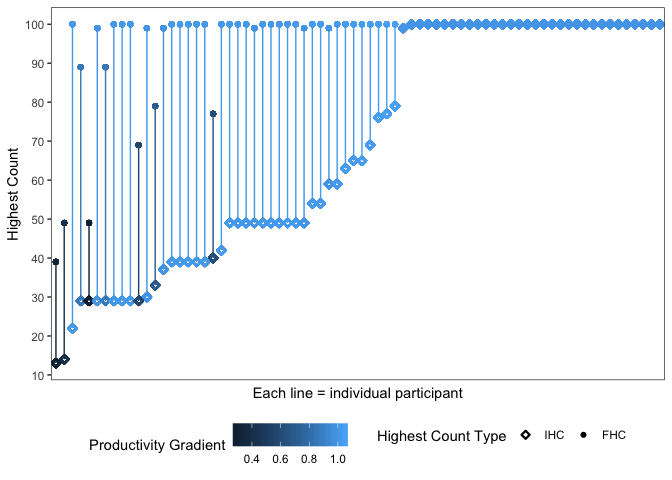 100
90
80
70
60
50
40
30
20
10
Highest Count
Each line = individual participant
Productivity Gradient
0.4 0.6 0.8 1.0
Highest Count Type
IHC
FHC